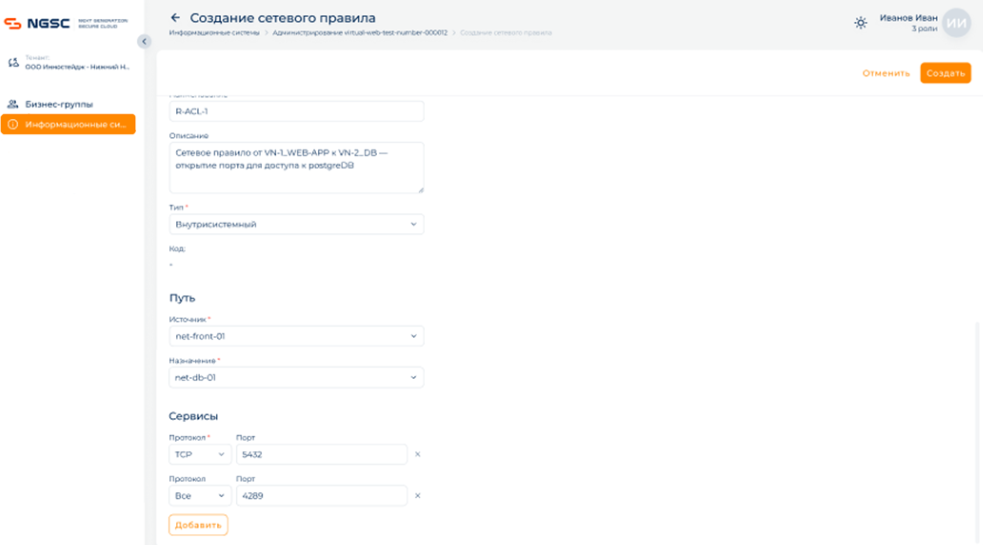 NGSC
NEXT GENERATION
SECURE CLOUD
Тенант:
ООО Инностейдж - Нижний Н...
Бизнес-группы
Информационные си...
Создание сетевого правила
Информационные системы > Администрирование virtual-web-test-number-000012 > Создание сетевого правила
Иванов Иван
3 роли
ИИ
Отменить
Создать
R-ACL-1
Описание
Сетевое правило от VN-1_WEB-APP к VN-2_DB —
открытие порта для доступа к postgreDB
Тип *
Внутрисистемный
Код:
-
Путь
Источник *
net-front-01
Назначение *
net-db-01
Сервисы
Протокол * Порт
TCP 5432
Протокол Порт
Все 4289
Добавить